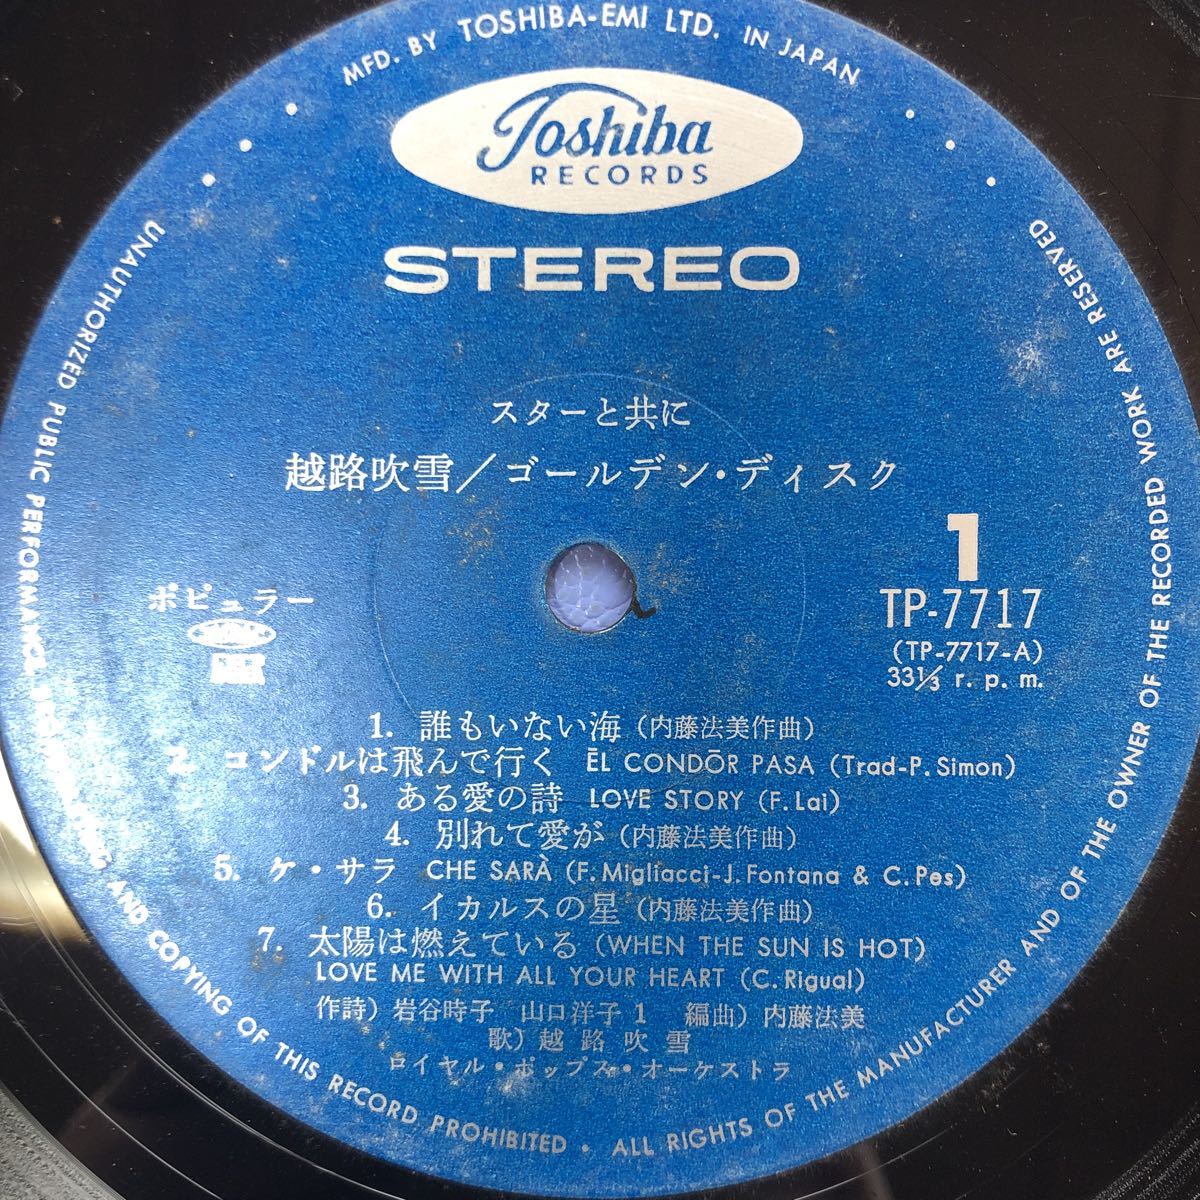 MFD. BY TOSHIBA-EMI LTD. IN JAPAN
Toshiba
RECORDS
STEREO
スターと共に
越路吹雪/ゴールデン・ディスク
1
ポピュラー
TP-7717
(TP-7717-A)
33⅓ r. p. m.
1. 誰もいない海 (内藤法美作曲)
2. コンドルは飛んで行く ĒL CONDŌR PASA (Trad-P. Simon)
3. ある愛の詩 LOVE STORY (F. Lai)
4. 別れて愛が (内藤法美作曲)
5. ケ・サラ CHE SARÀ (F. Migliacci-J. Fontana & C. Pes)
6. イカルスの星 (内藤法美作曲)
7. 太陽は燃えている (WHEN THE SUN IS HOT)
LOVE ME WITH ALL YOUR HEART (C. Rigual)
作詩) 岩谷時子 山口洋子 1 編曲) 内藤法美
歌) 越路吹雪
ロイヤル・ポップス・オーケストラ
UNAUTHORIZED PUBLIC PERFORMANCE AND COPYING OF THIS RECORD PROHIBITED • ALL RIGHTS OF THE MANUFACTURER AND OF THE OWNER OF THE RECORDED WORK ARE RESERVED